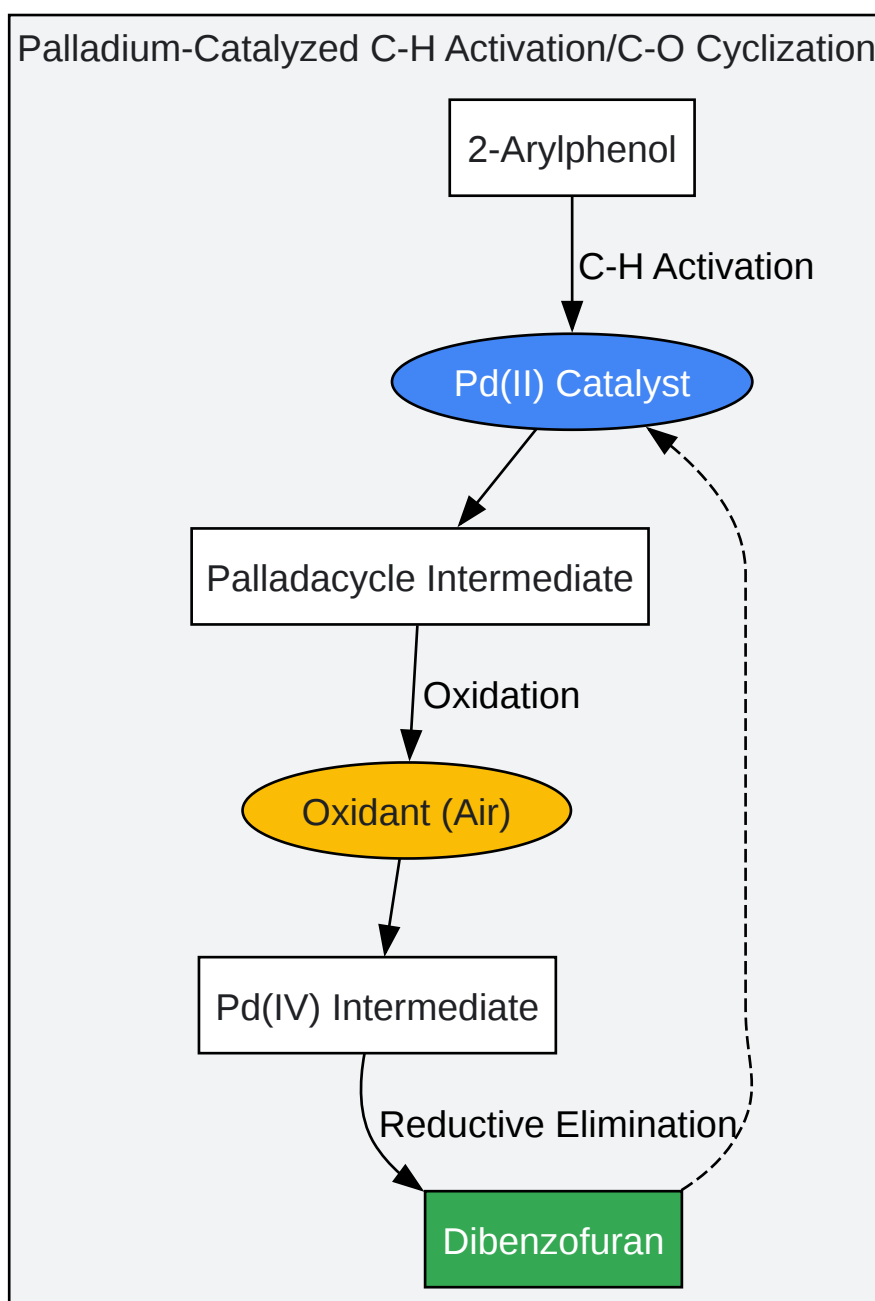 Palladium-Catalyzed C-H Activation/C-O Cyclization
2-Arylphenol
C-H Activation
Pd(II) Catalyst
Palladacycle Intermediate
Oxidation
Oxidant (Air)
Pd(IV) Intermediate
Reductive Elimination
Dibenzofuran